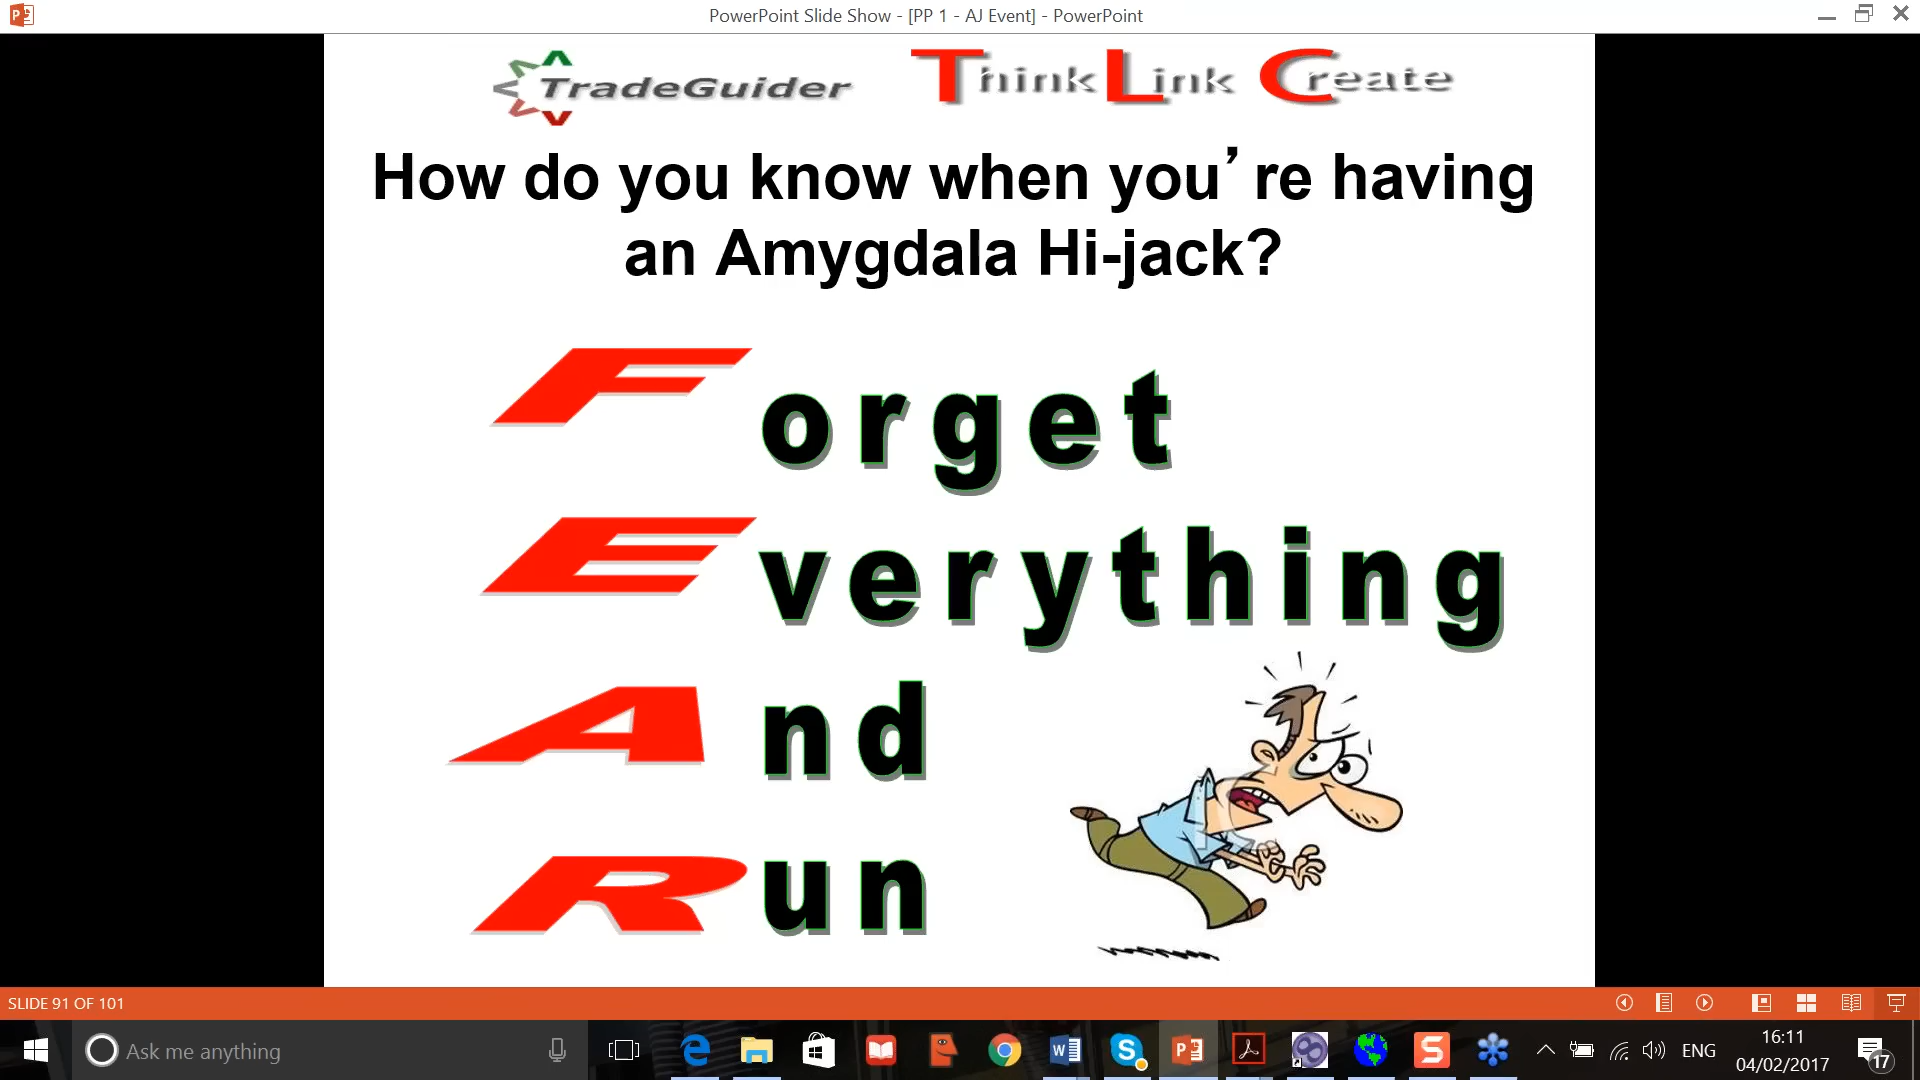 PowerPoint Slide Show - [PP 1 - AJ Event] - PowerPoint
TradeGuider Think Link Create
How do you know when you're having
an Amygdala Hi-jack?
Forget
Everything
And
Run
SLIDE 91 OF 101
Ask me anything
ENG
16:11
04/02/2017
17